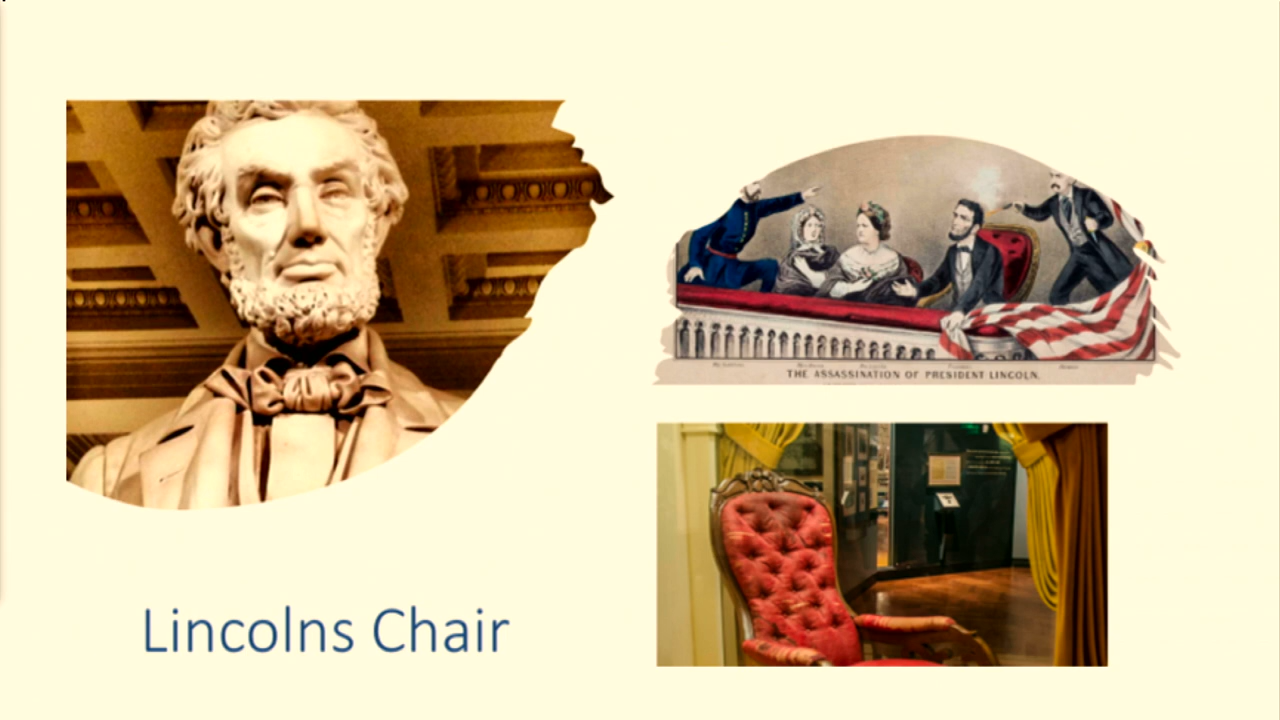 THE ASSASSINATION OF PRESIDENT LINCOLN.
Lincolns Chair